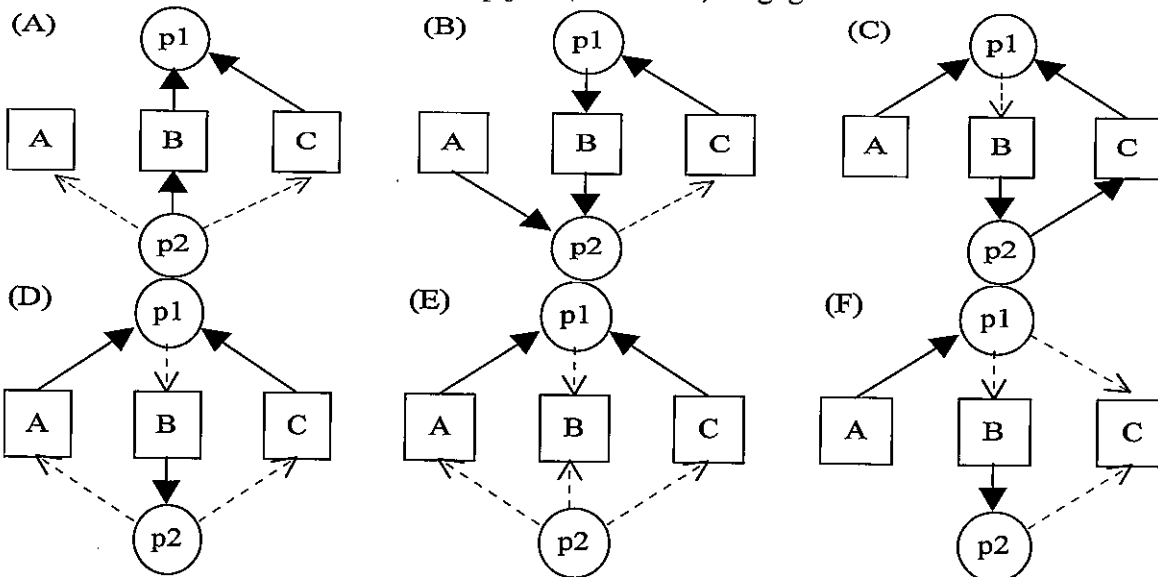 (A) p1 (B) p1 (C) p1
A B C A B C A B C
p2 p2 p2
(D) p1 (E) p1 (F) p1
A B C A B C A B C
p2 p2 p2